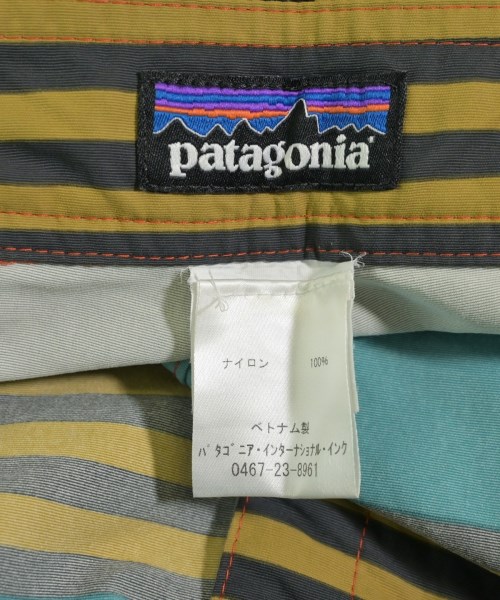 patagonia
ナイロン 100%
ベトナム製
パタゴニア・インターナショナル・インク
0467-23-8961